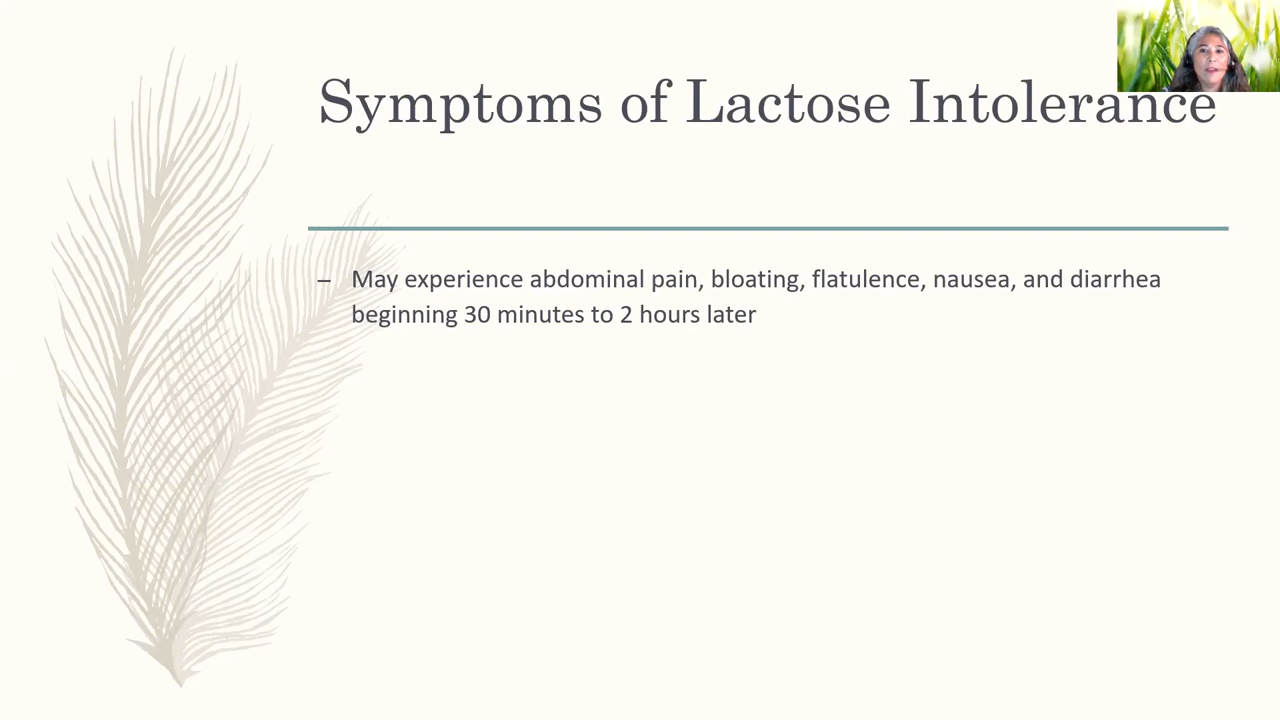 Symptoms of Lactose Intolerance
– May experience abdominal pain, bloating, flatulence, nausea, and diarrhea
beginning 30 minutes to 2 hours later